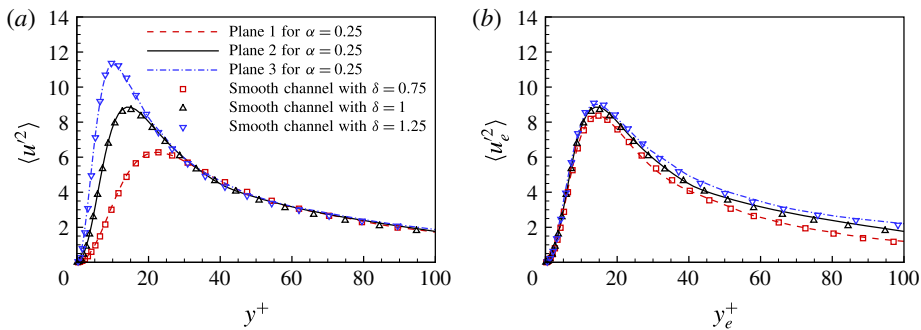 (a)
14
12
10
8
6
4
2
0
20
40
60
80
100
⟨u′²⟩
y⁺
Plane 1 for α = 0.25
Plane 2 for α = 0.25
Plane 3 for α = 0.25
Smooth channel with δ = 0.75
Smooth channel with δ = 1
Smooth channel with δ = 1.25
(b)
14
12
10
8
6
4
2
0
20
40
60
80
100
⟨u′ₑ²⟩
yₑ⁺